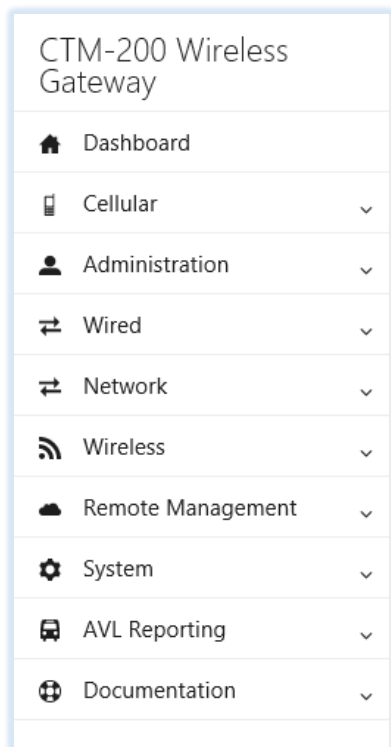 CTM-200 Wireless
Gateway
Dashboard
Cellular
Administration
Wired
Network
Wireless
Remote Management
System
AVL Reporting
Documentation